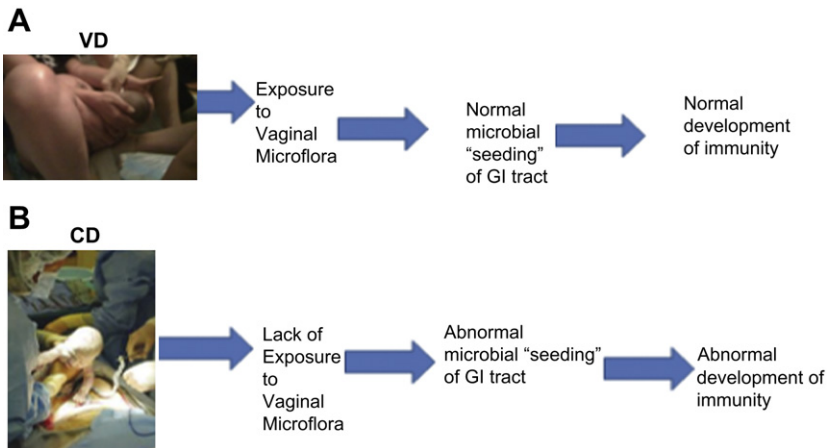 A
VD
Exposure
to
Vaginal
Microflora
Normal
microbial
“seeding”
of GI tract
Normal
development
of immunity
B
CD
Lack of
Exposure
to
Vaginal
Microflora
Abnormal
microbial “seeding”
of GI tract
Abnormal
development of
immunity